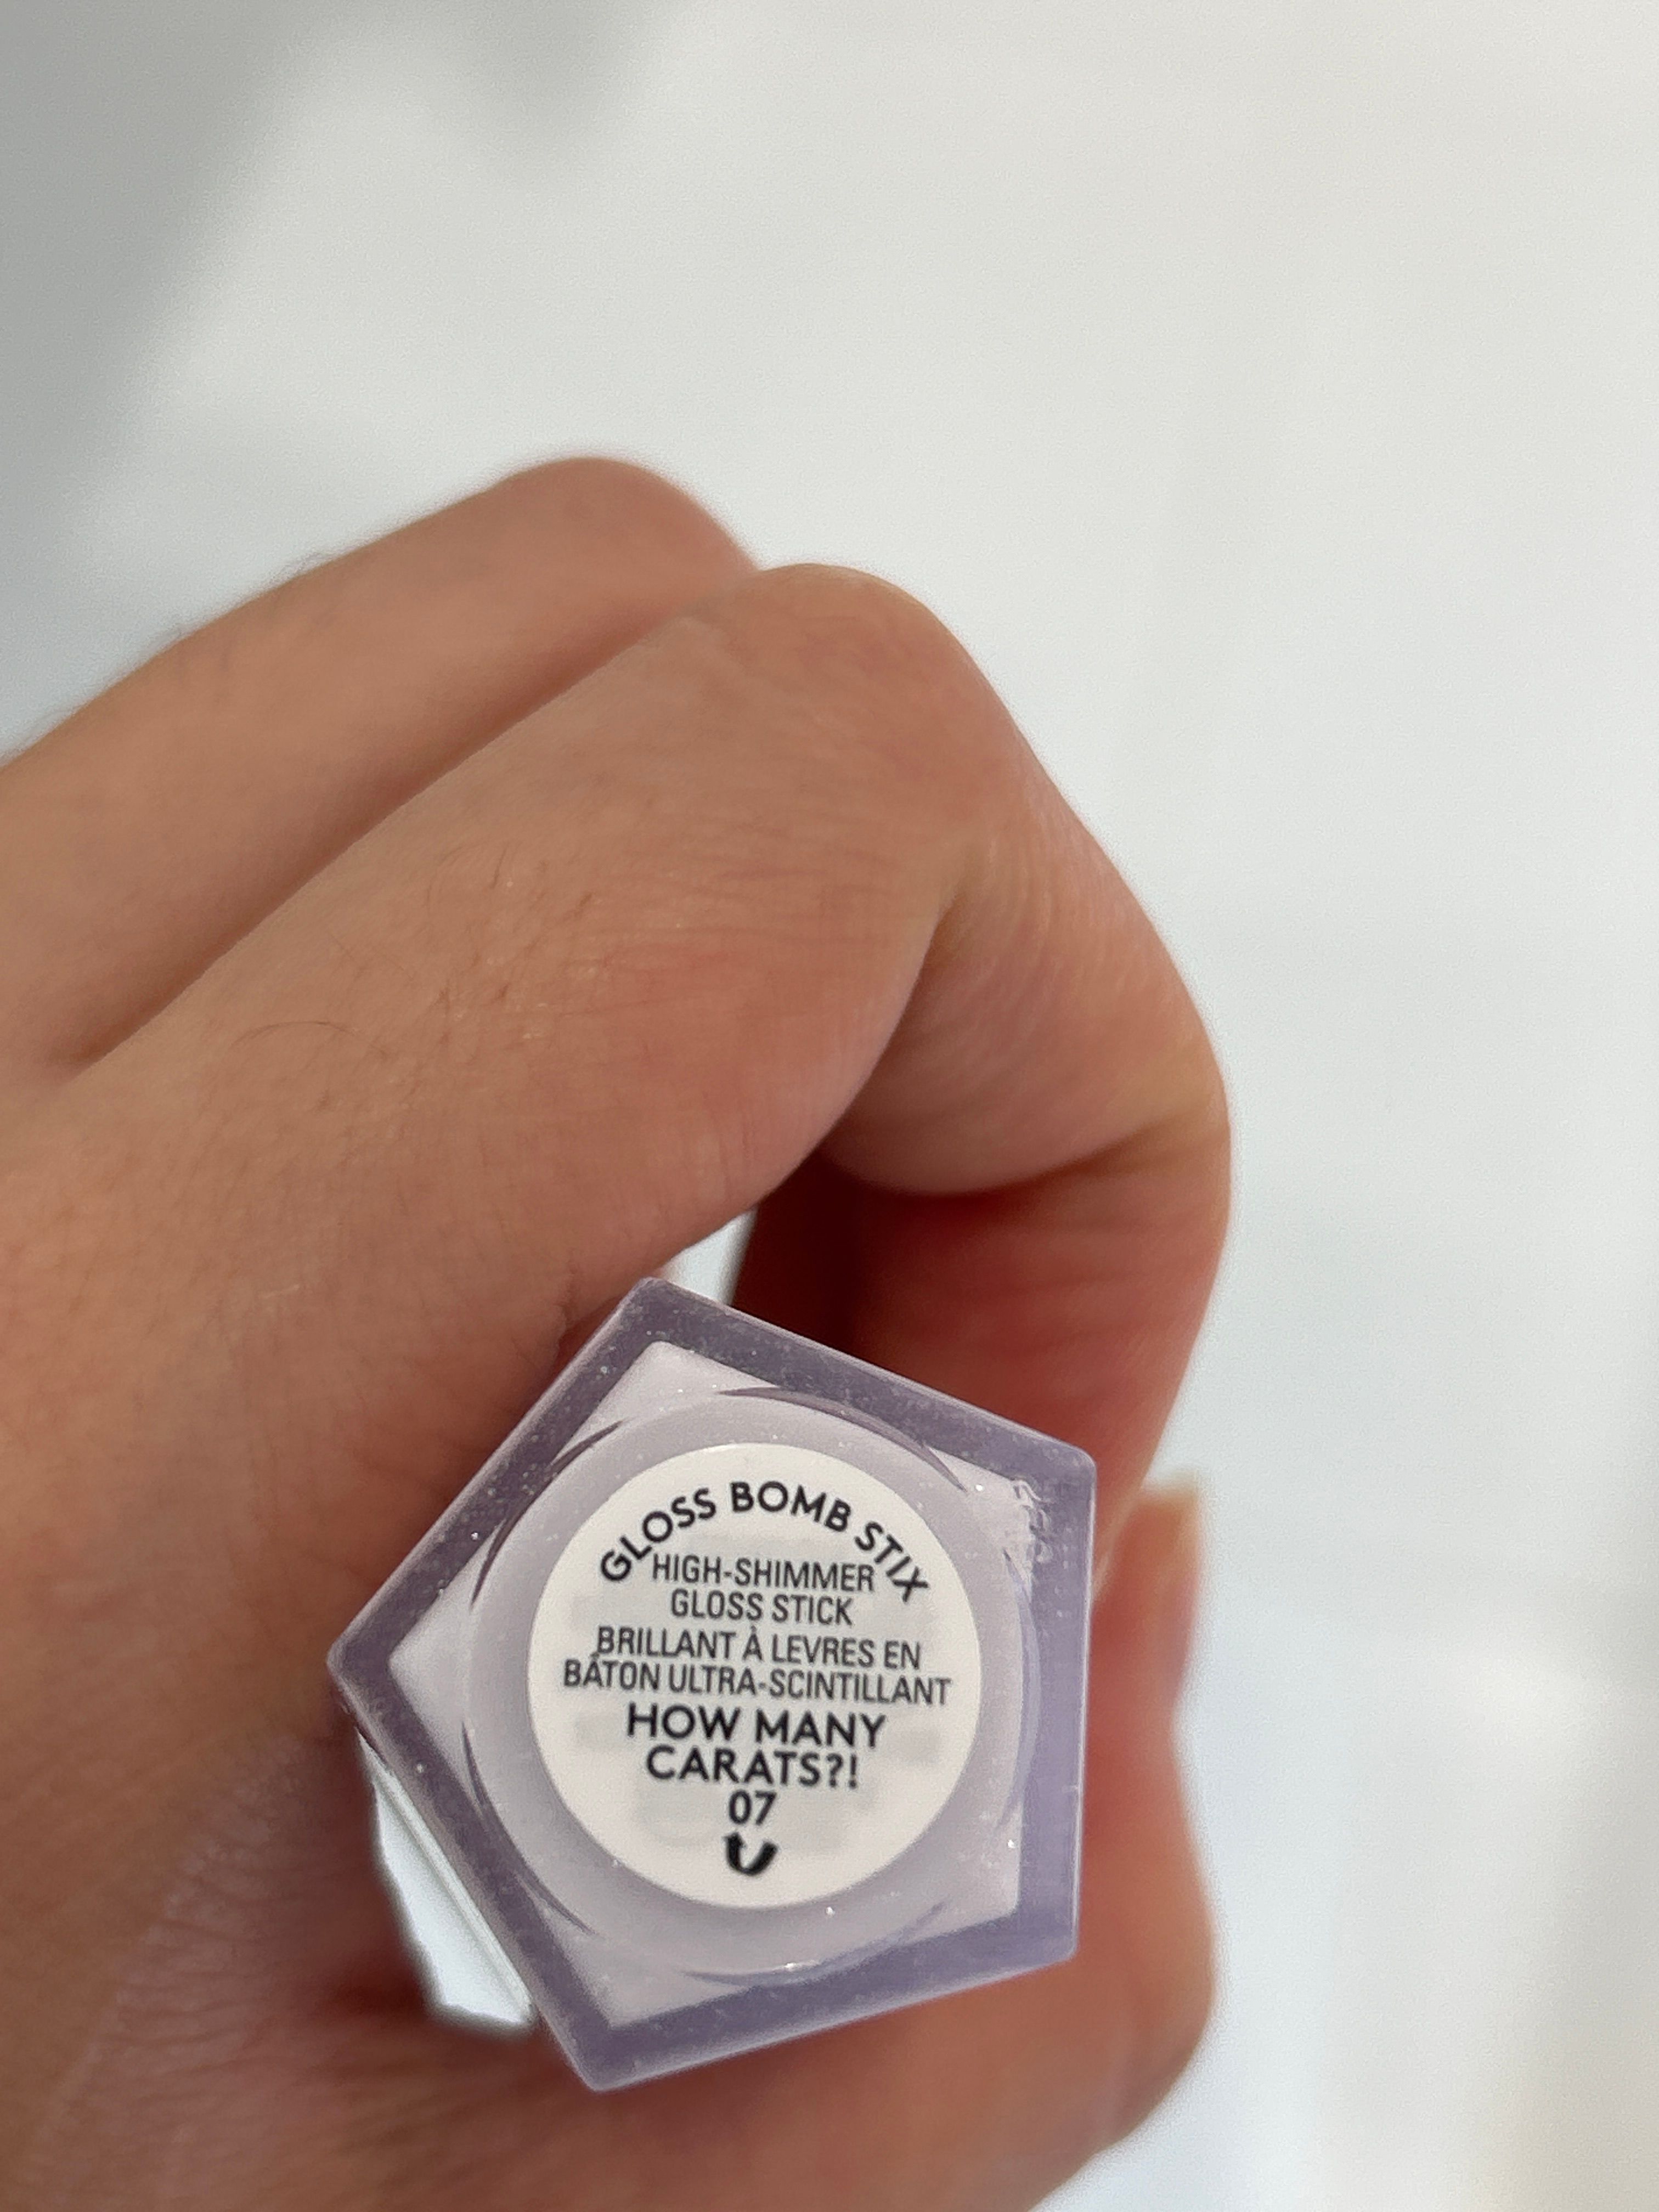 GLOSS BOMB STIX
HIGH-SHIMMER
GLOSS STICK
BRILLANT À LEVRES EN
BÂTON ULTRA-SCINTILLANT
HOW MANY
CARATS?!
07